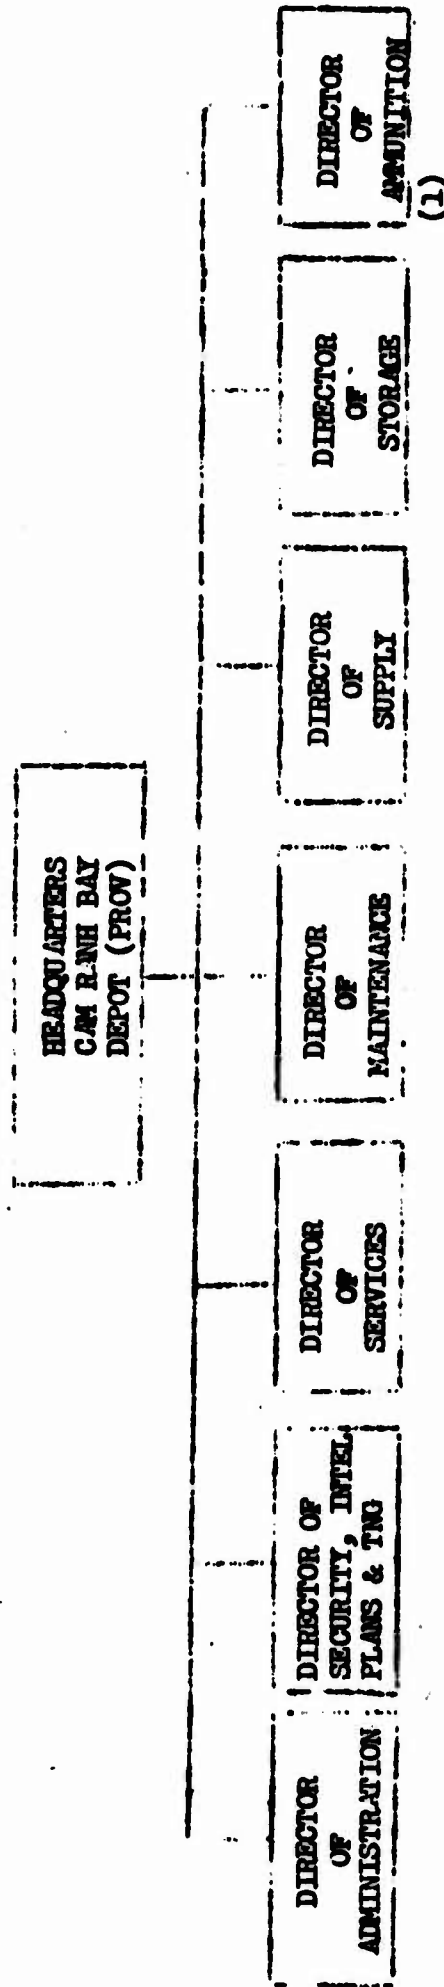 HEADQUARTERS
CAM RANH BAY
DEPOT (PROV)
DIRECTOR
OF
ADMINISTRATION
DIRECTOR OF
SECURITY, INTEL
PLANS & TNG
DIRECTOR
OF
SERVICES
DIRECTOR
OF
MAINTENANCE
DIRECTOR
OF
SUPPLY
DIRECTOR
OF
STORAGE
DIRECTOR
OF
AMMUNITION
(1)